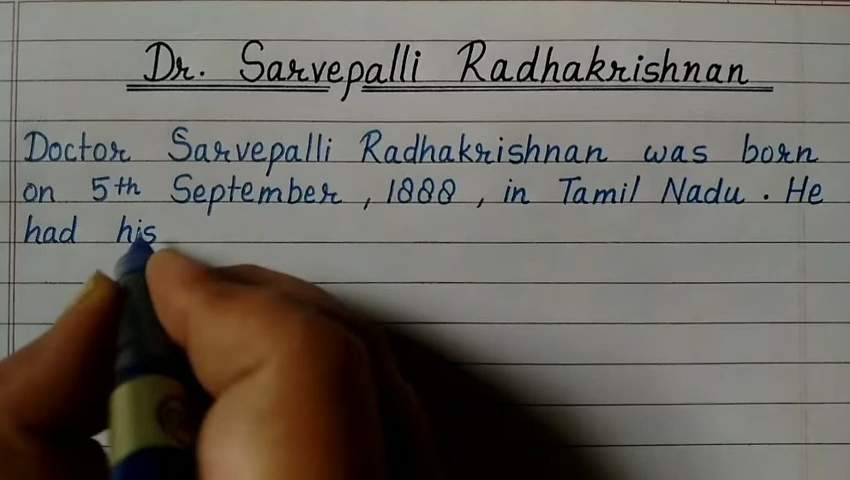 Dr. Sarvepalli Radhakrishnan
Doctor Sarvepalli Radhakrishnan was born
on 5th September , 1888 , in Tamil Nadu . He
had his